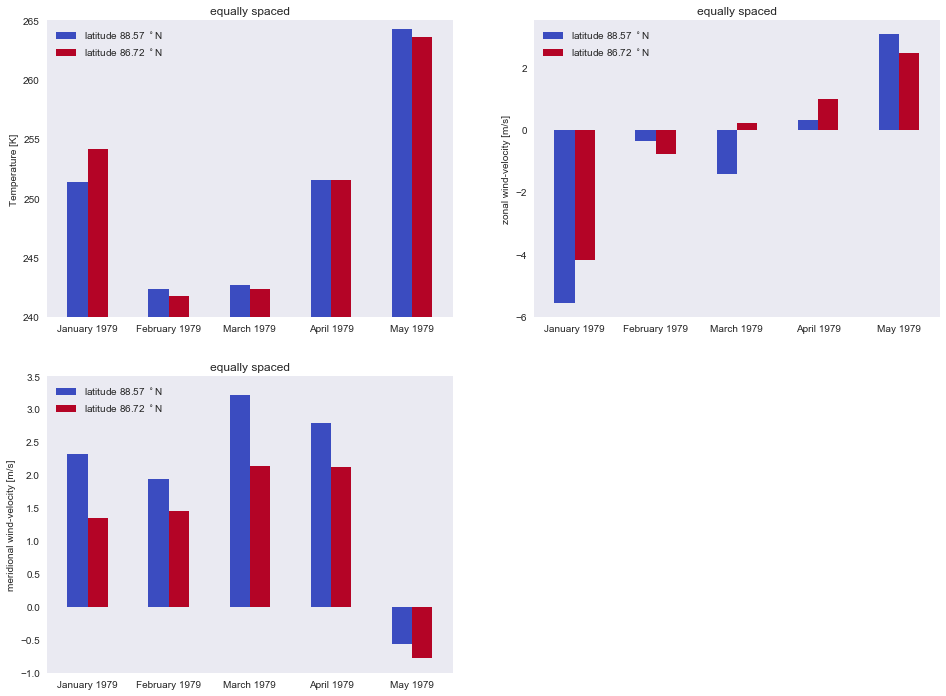 equally spaced
Temperature [K]
265
260
255
250
245
240
latitude 88.57 °N
latitude 86.72 °N
January 1979 February 1979 March 1979 April 1979 May 1979
equally spaced
zonal wind-velocity [m/s]
2
0
−2
−4
−6
latitude 88.57 °N
latitude 86.72 °N
January 1979 February 1979 March 1979 April 1979 May 1979
equally spaced
meridional wind-velocity [m/s]
3.5
3.0
2.5
2.0
1.5
1.0
0.5
0.0
−0.5
−1.0
latitude 88.57 °N
latitude 86.72 °N
January 1979 February 1979 March 1979 April 1979 May 1979